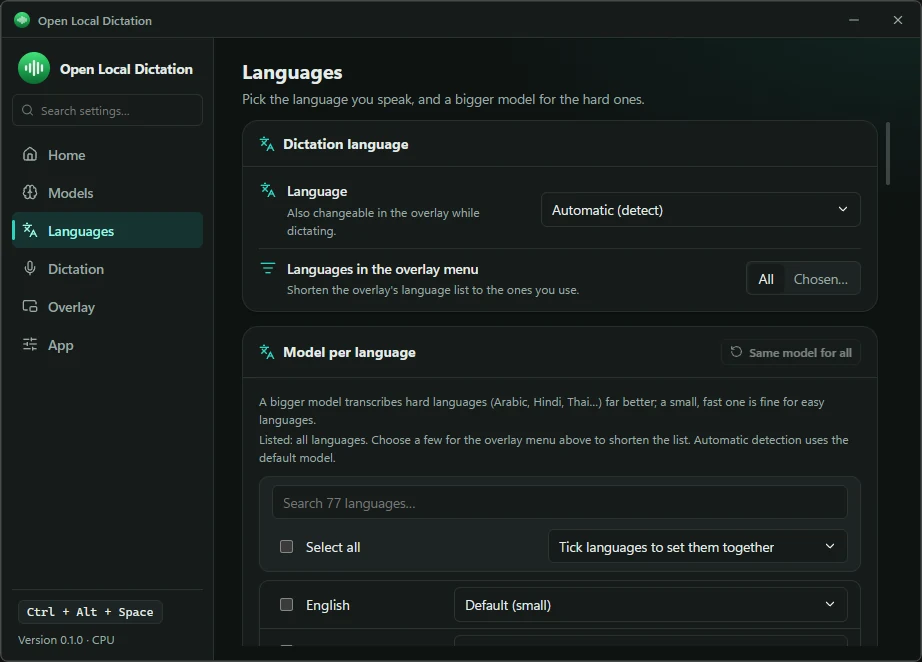 Open Local Dictation
Open Local Dictation
Search settings...
Home
Models
Languages
Dictation
Overlay
App
Ctrl + Alt + Space
Version 0.1.0 · CPU
Languages
Pick the language you speak, and a bigger model for the hard ones.
Dictation language
Language
Also changeable in the overlay while
dictating.
Automatic (detect)
Languages in the overlay menu
Shorten the overlay's language list to the ones you use.
All
Chosen...
Model per language
Same model for all
A bigger model transcribes hard languages (Arabic, Hindi, Thai...) far better; a small, fast one is fine for easy
languages.
Listed: all languages. Choose a few for the overlay menu above to shorten the list. Automatic detection uses the
default model.
Search 77 languages...
Select all
Tick languages to set them together
English
Default (small)